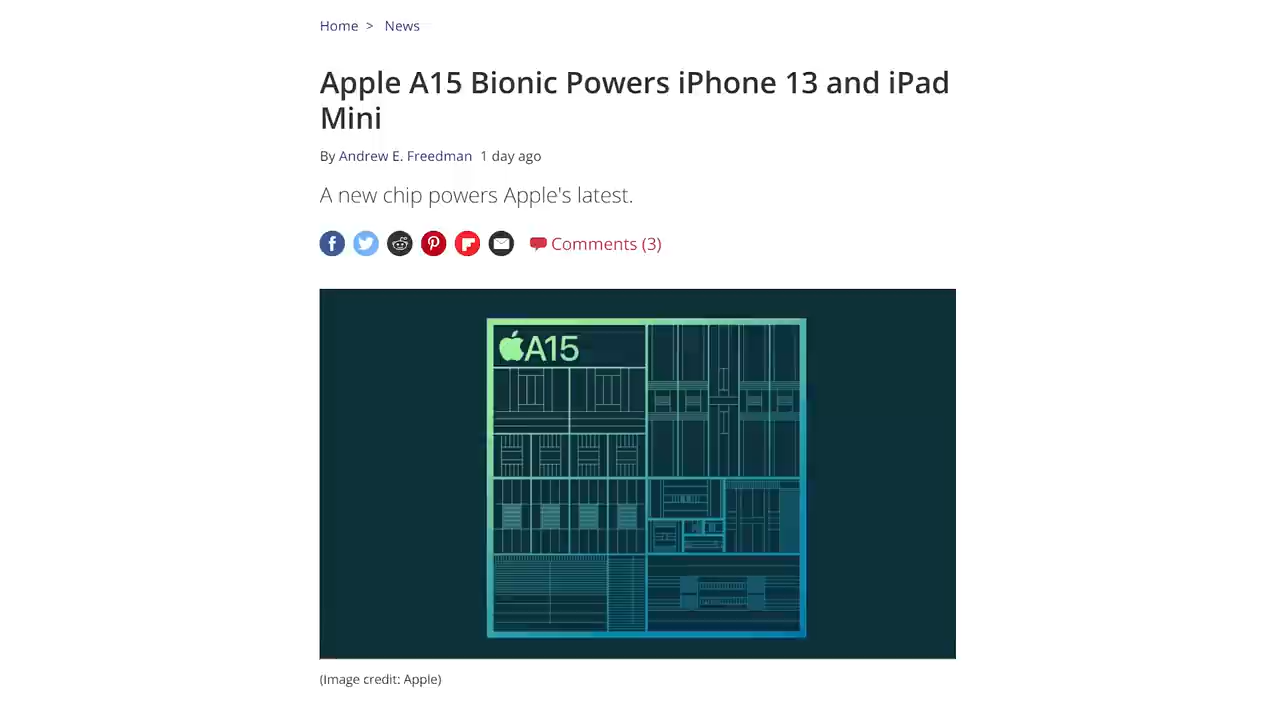 Home > News
Apple A15 Bionic Powers iPhone 13 and iPad
Mini
By Andrew E. Freedman 1 day ago
A new chip powers Apple's latest.
Comments (3)
A15
(Image credit: Apple)